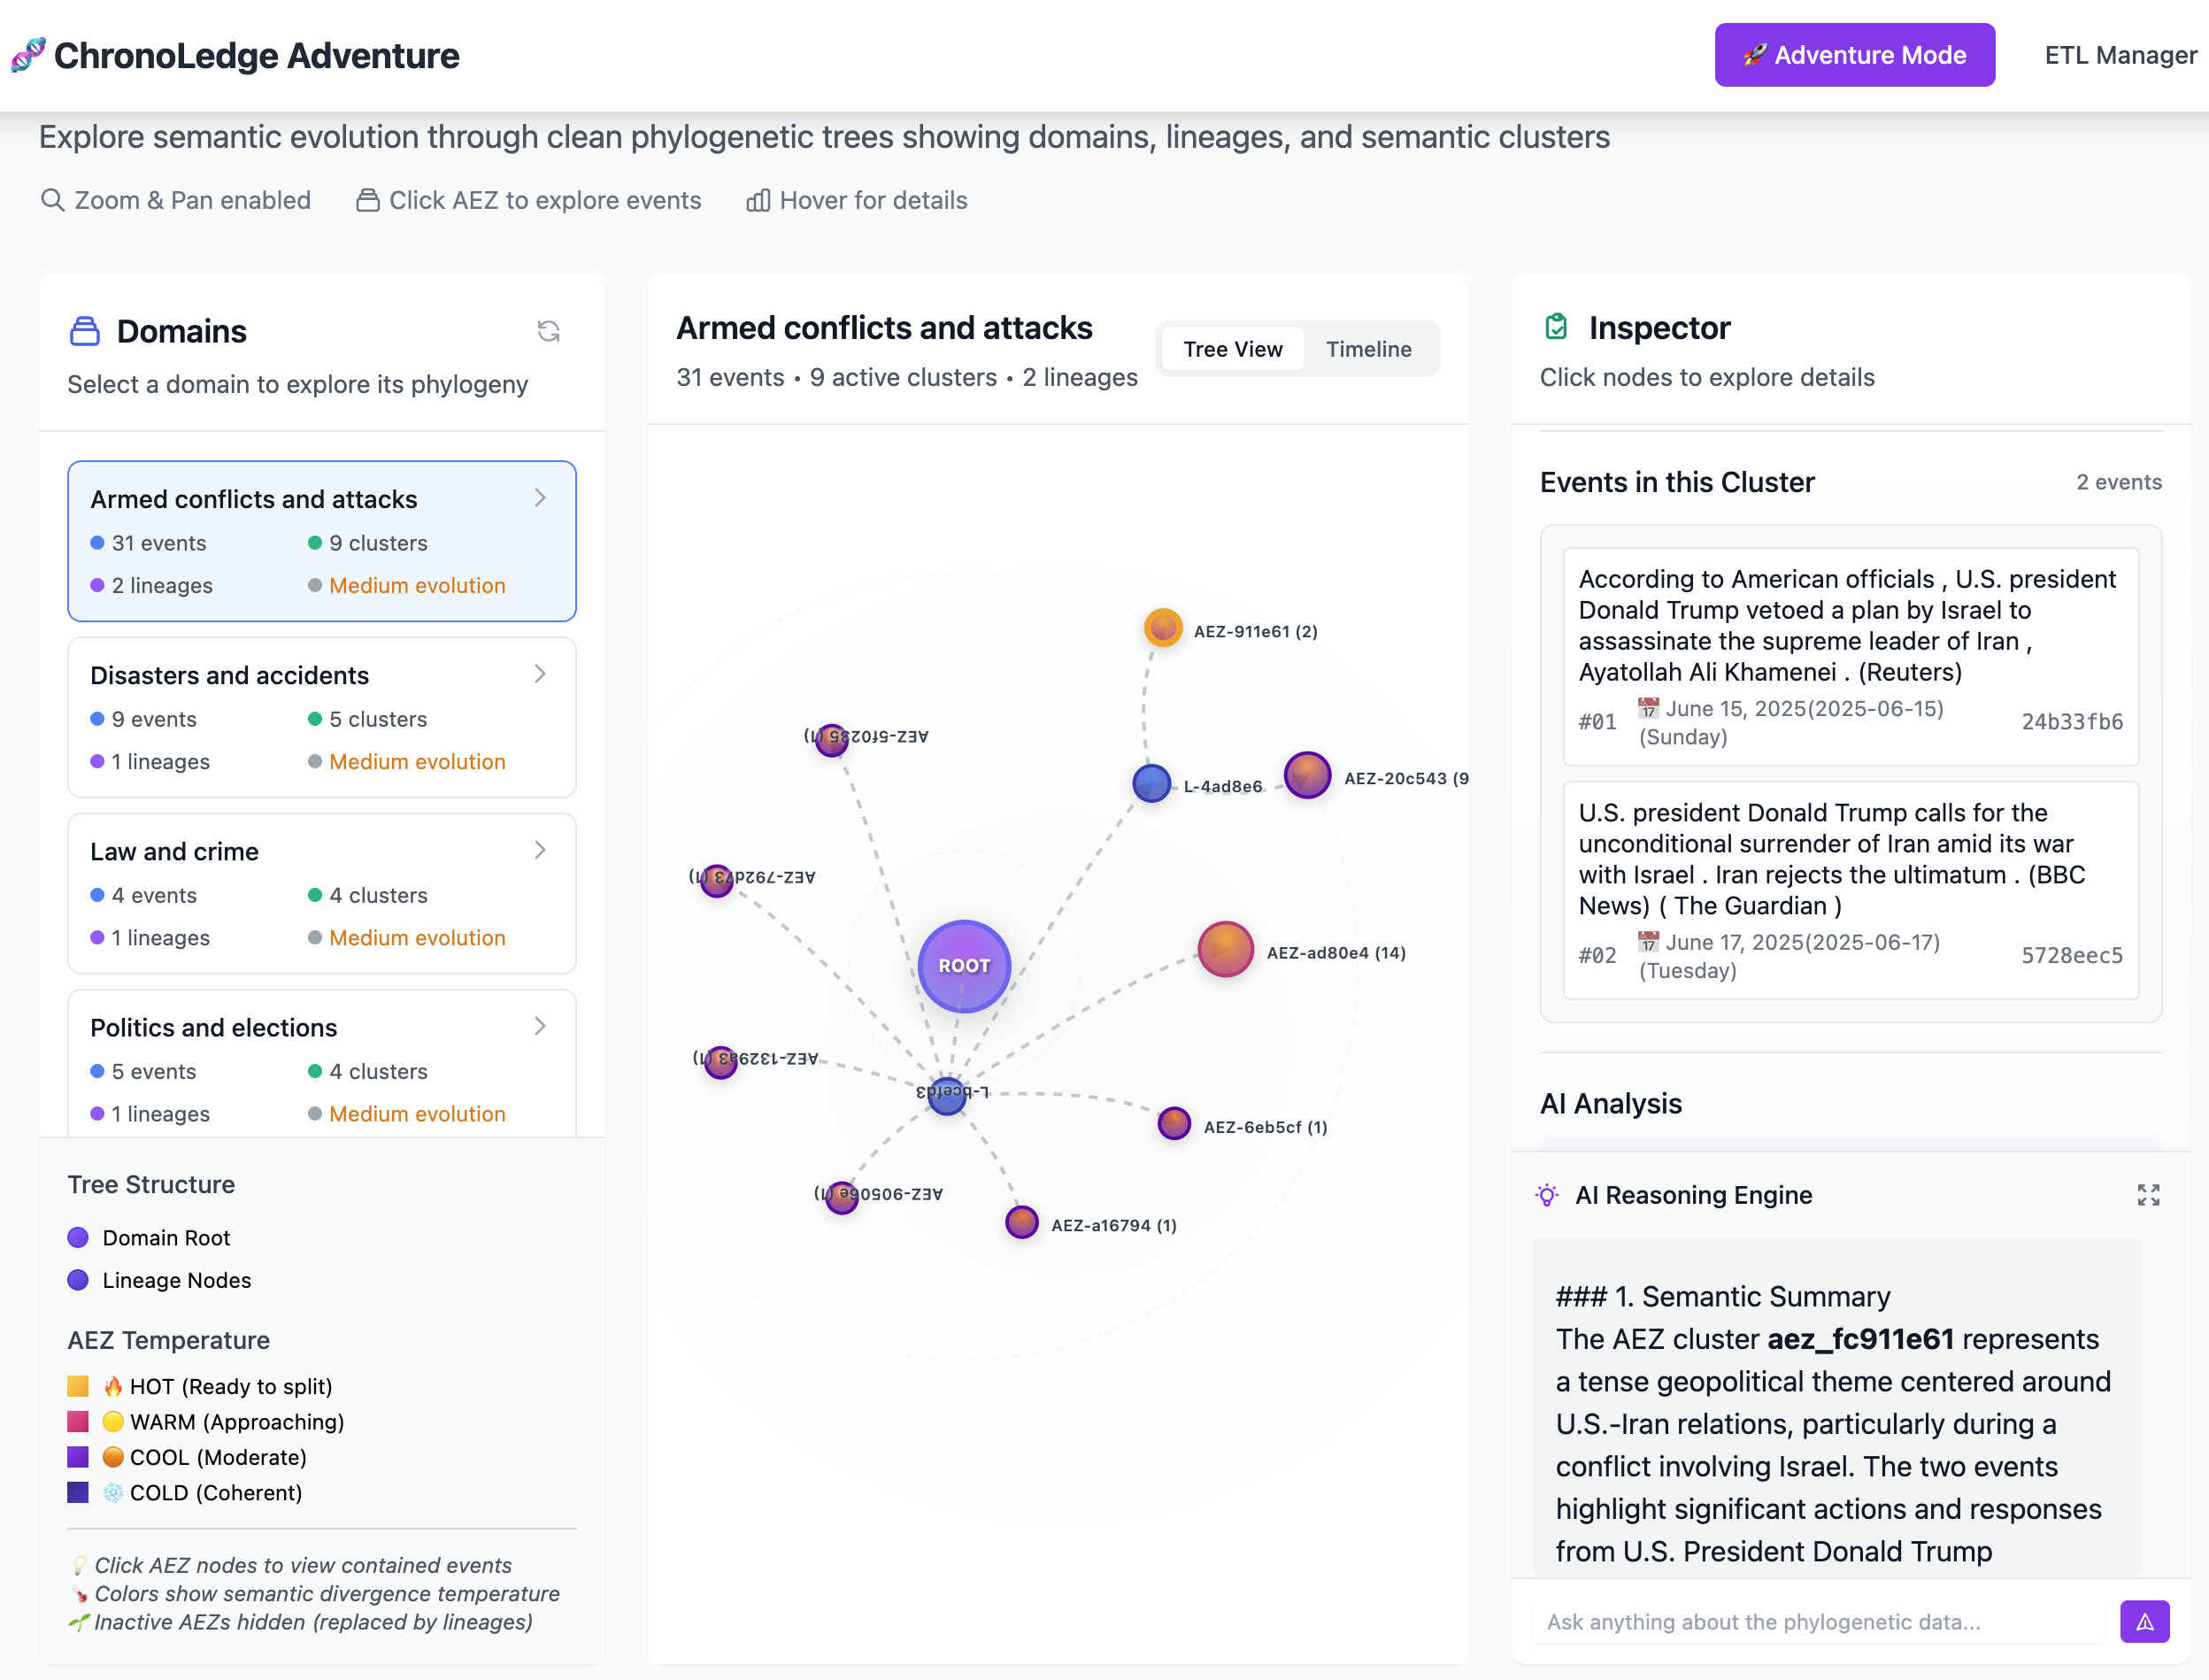 🧬 ChronoLedge Adventure
🚀 Adventure Mode
ETL Manager
Explore semantic evolution through clean phylogenetic trees showing domains, lineages, and semantic clusters
Zoom & Pan enabled
Click AEZ to explore events
Hover for details
Domains
Select a domain to explore its phylogeny
Armed conflicts and attacks
31 events
9 clusters
2 lineages
Medium evolution
Disasters and accidents
9 events
5 clusters
1 lineages
Medium evolution
Law and crime
4 events
4 clusters
1 lineages
Medium evolution
Politics and elections
5 events
4 clusters
1 lineages
Medium evolution
Tree Structure
Domain Root
Lineage Nodes
AEZ Temperature
🔥 HOT (Ready to split)
🟡 WARM (Approaching)
🟠 COOL (Moderate)
❄️ COLD (Coherent)
💡 Click AEZ nodes to view contained events
🌡️ Colors show semantic divergence temperature
🌱 Inactive AEZs hidden (replaced by lineages)
Armed conflicts and attacks
31 events • 9 active clusters • 2 lineages
Tree View
Timeline
AEZ-911e61 (2)
AEZ-5f0235 (1)
L-4ad8e6
AEZ-20c543 (9
AEZ-792d73 (1)
ROOT
AEZ-ad80e4 (14)
AEZ-1329a3 (1)
L-bcefd3
AEZ-6eb5cf (1)
AEZ-90506e (1)
AEZ-a16794 (1)
Inspector
Click nodes to explore details
Events in this Cluster
2 events
According to American officials , U.S. president
Donald Trump vetoed a plan by Israel to
assassinate the supreme leader of Iran ,
Ayatollah Ali Khamenei . (Reuters)
#01
📅 June 15, 2025(2025-06-15)
(Sunday)
24b33fb6
U.S. president Donald Trump calls for the
unconditional surrender of Iran amid its war
with Israel . Iran rejects the ultimatum . (BBC
News) ( The Guardian )
#02
📅 June 17, 2025(2025-06-17)
(Tuesday)
5728eec5
AI Analysis
AI Reasoning Engine
### 1. Semantic Summary
The AEZ cluster aez_fc911e61 represents
a tense geopolitical theme centered around
U.S.-Iran relations, particularly during a
conflict involving Israel. The two events
highlight significant actions and responses
from U.S. President Donald Trump
Ask anything about the phylogenetic data...